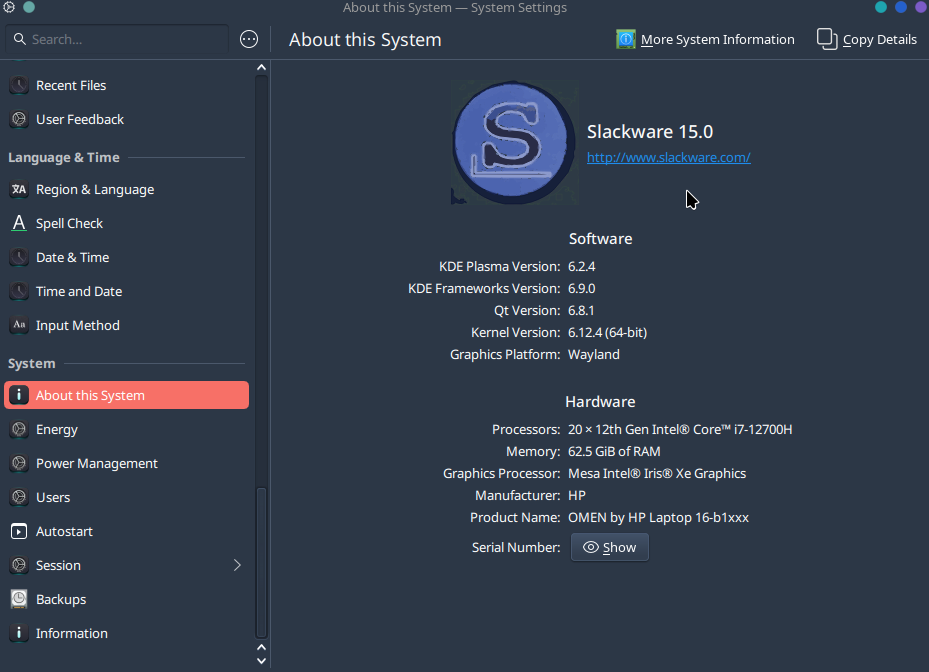 About this System — System Settings
Search...
About this System
More System Information
Copy Details
Recent Files
User Feedback
Language & Time
Region & Language
Spell Check
Date & Time
Time and Date
Input Method
System
About this System
Energy
Power Management
Users
Autostart
Session
Backups
Information
S
Slackware 15.0
http://www.slackware.com/
Software
KDE Plasma Version: 6.2.4
KDE Frameworks Version: 6.9.0
Qt Version: 6.8.1
Kernel Version: 6.12.4 (64-bit)
Graphics Platform: Wayland
Hardware
Processors: 20 × 12th Gen Intel® Core™ i7-12700H
Memory: 62.5 GiB of RAM
Graphics Processor: Mesa Intel® Iris® Xe Graphics
Manufacturer: HP
Product Name: OMEN by HP Laptop 16-b1xxx
Serial Number: Show